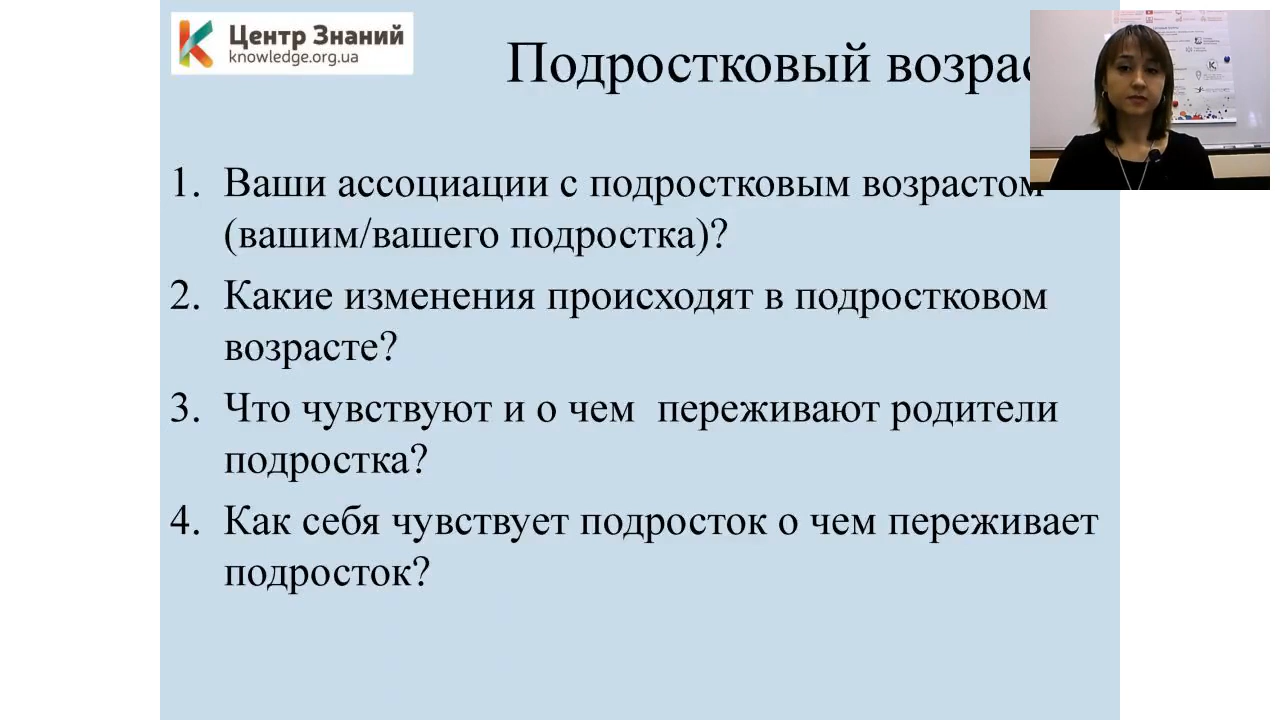 Центр Знаний
knowledge.org.ua
Подростковый возрас
1. Ваши ассоциации с подростковым возрастом
(вашим/вашего подростка)?
2. Какие изменения происходят в подростковом
возрасте?
3. Что чувствуют и о чем переживают родители
подростка?
4. Как себя чувствует подросток о чем переживает
подросток?